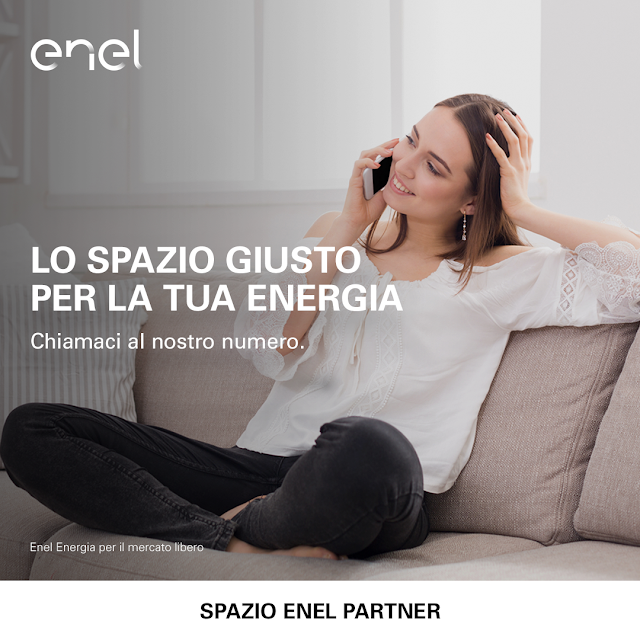 enel
LO SPAZIO GIUSTO
PER LA TUA ENERGIA
Chiamaci al nostro numero.
Enel Energia per il mercato libero
SPAZIO ENEL PARTNER